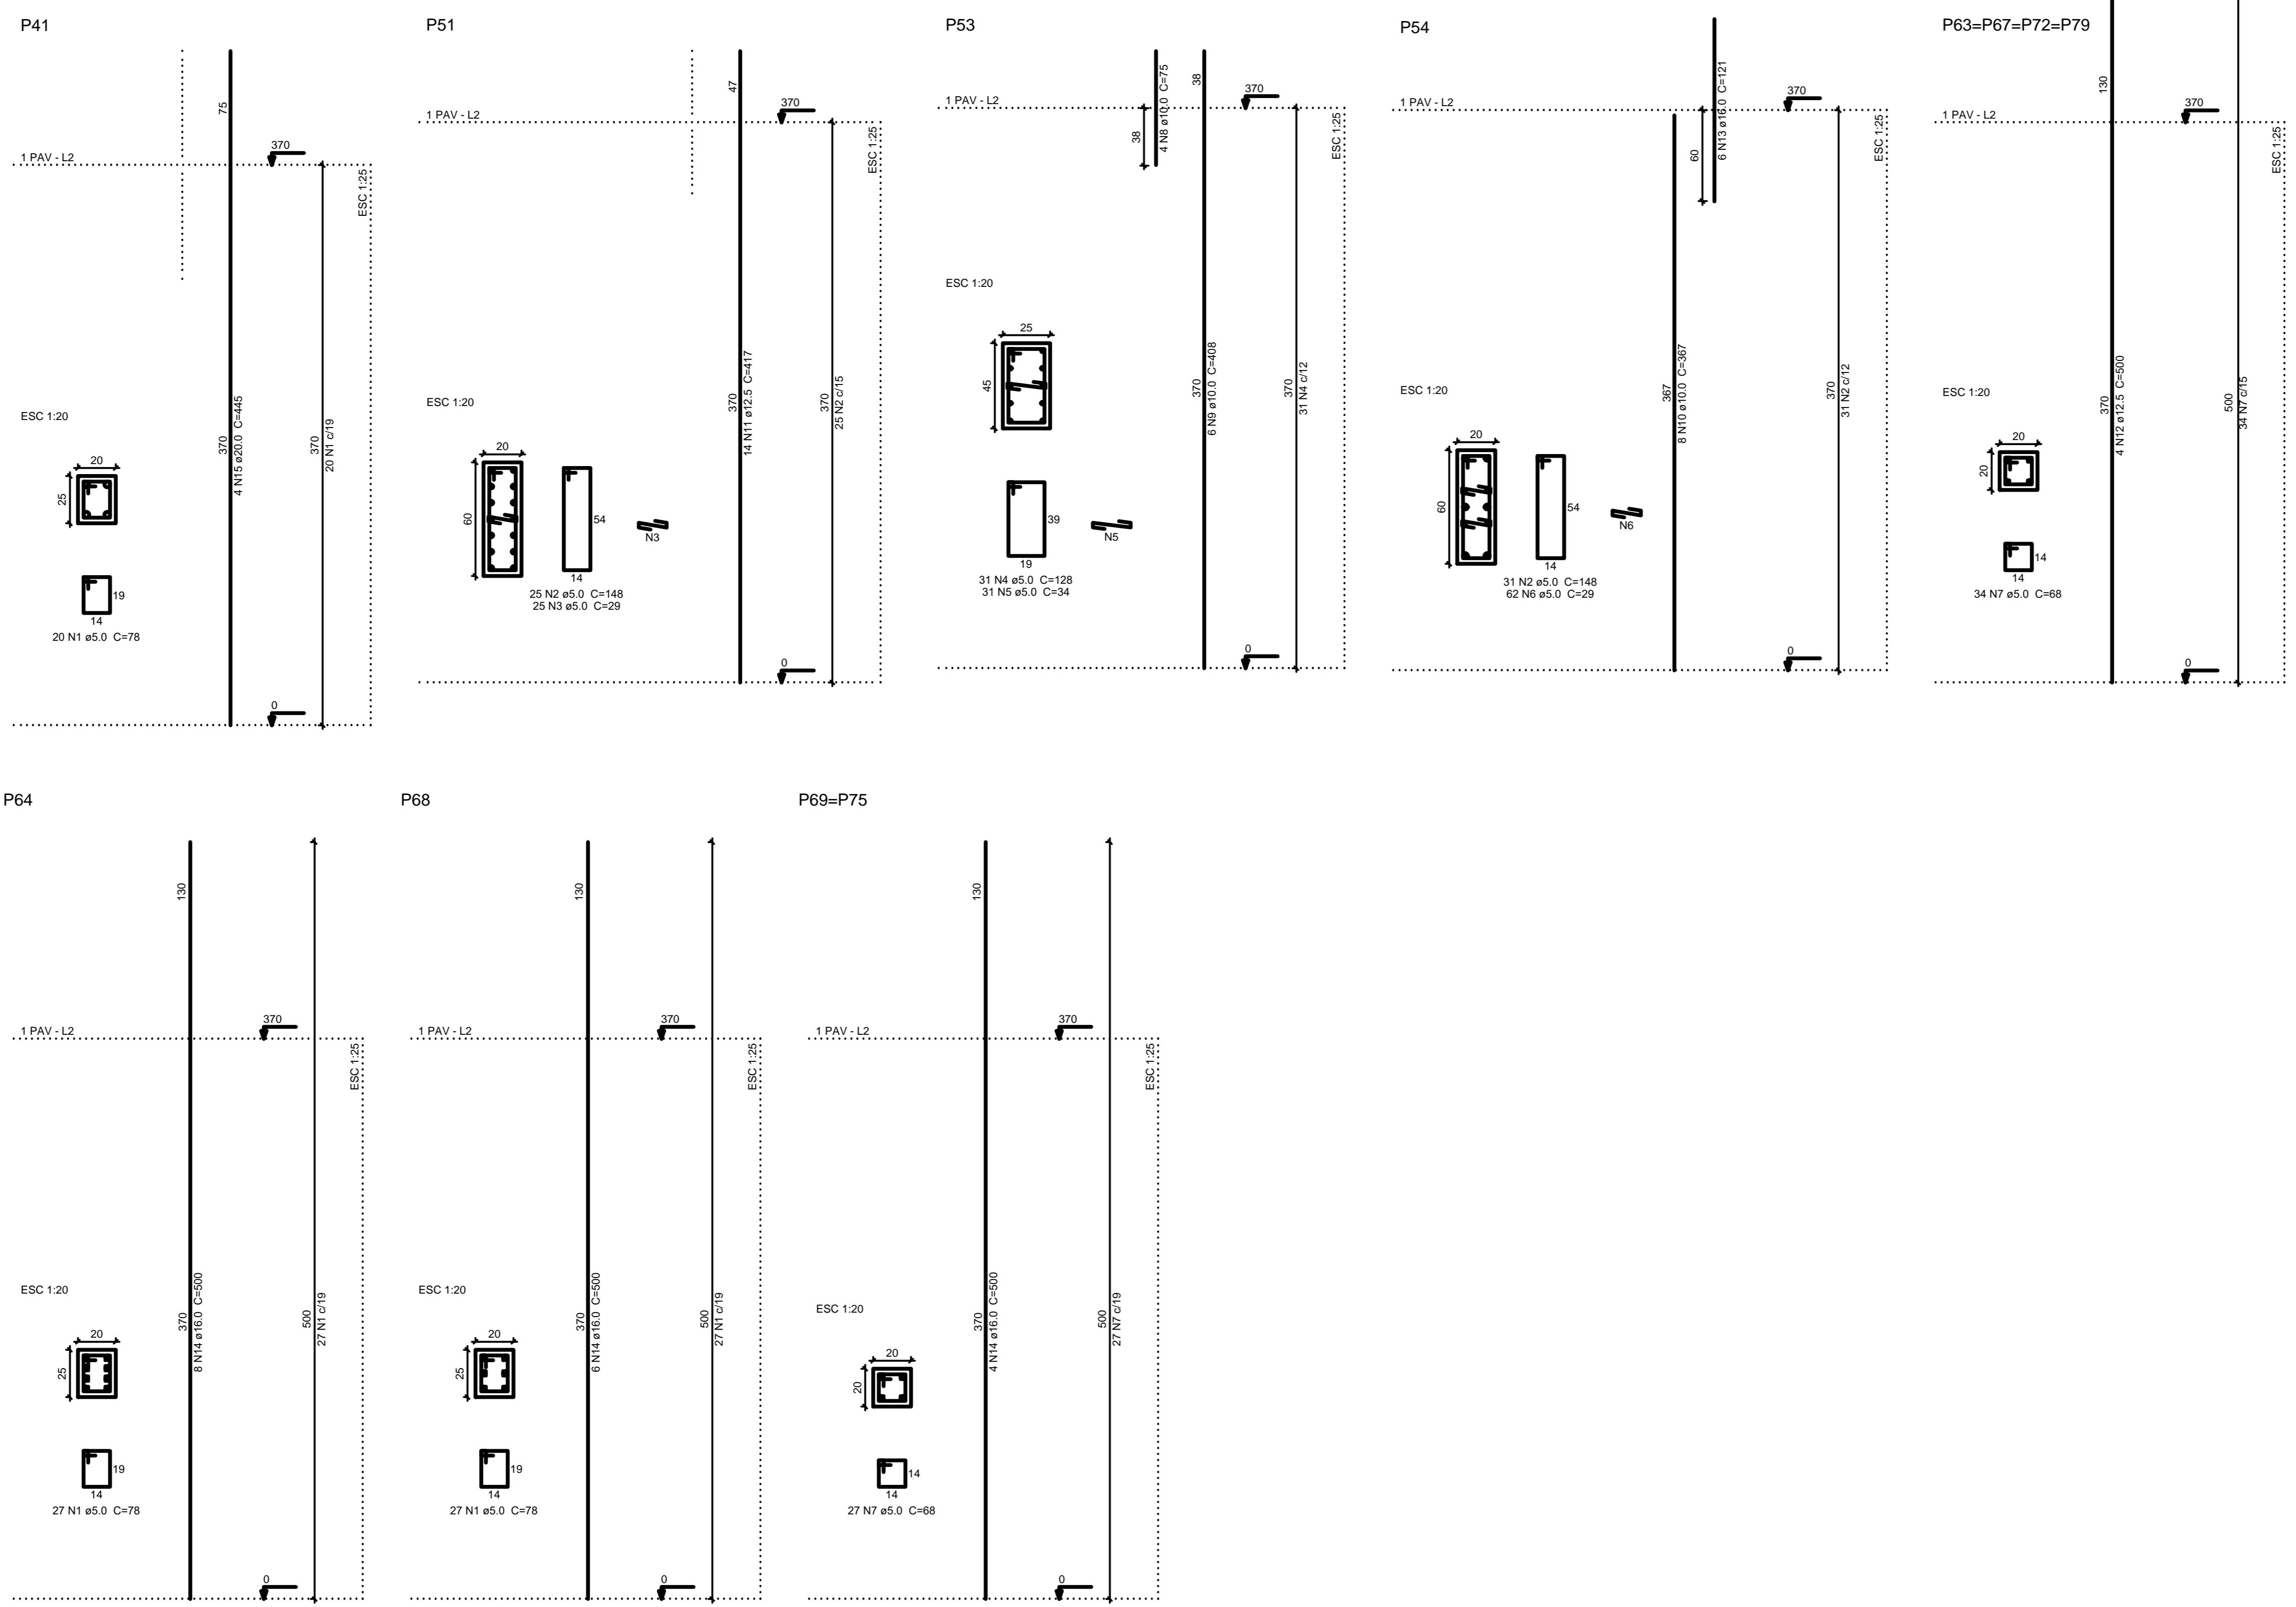 P41
75
1 PAV - L2
370
ESC 1:25
370
4 N15 ø20.0 C=445
370
20 N1 c/19
ESC 1:20
20
25
19
14
20 N1 ø5.0 C=78
0
P51
47
1 PAV - L2
370
ESC 1:25
370
14 N11 ø12.5 C=417
370
25 N2 c/15
ESC 1:20
20
60
54
14
N3
25 N2 ø5.0 C=148
25 N3 ø5.0 C=29
0
P53
38
4 N8 ø10.0 C=75
38
1 PAV - L2
370
ESC 1:25
ESC 1:20
25
45
370
6 N9 ø10.0 C=408
370
31 N4 c/12
39
19
N5
31 N4 ø5.0 C=128
31 N5 ø5.0 C=34
0
P54
1 PAV - L2
60
6 N13 ø16.0 C=121
370
ESC 1:25
367
8 N10 ø10.0 C=367
370
31 N2 c/12
ESC 1:20
20
60
54
14
N6
31 N2 ø5.0 C=148
62 N6 ø5.0 C=29
0
P63=P67=P72=P79
130
1 PAV - L2
370
ESC 1:25
370
4 N12 ø12.5 C=500
500
34 N7 c/15
ESC 1:20
20
20
14
14
34 N7 ø5.0 C=68
0
P64
130
1 PAV - L2
370
ESC 1:25
370
8 N14 ø16.0 C=500
500
27 N1 c/19
ESC 1:20
20
25
19
14
27 N1 ø5.0 C=78
0
P68
130
1 PAV - L2
370
ESC 1:25
370
6 N14 ø16.0 C=500
500
27 N1 c/19
ESC 1:20
20
25
19
14
27 N1 ø5.0 C=78
0
P69=P75
130
1 PAV - L2
370
ESC 1:25
370
4 N14 ø16.0 C=500
500
27 N7 c/19
ESC 1:20
20
20
14
14
27 N7 ø5.0 C=68
0